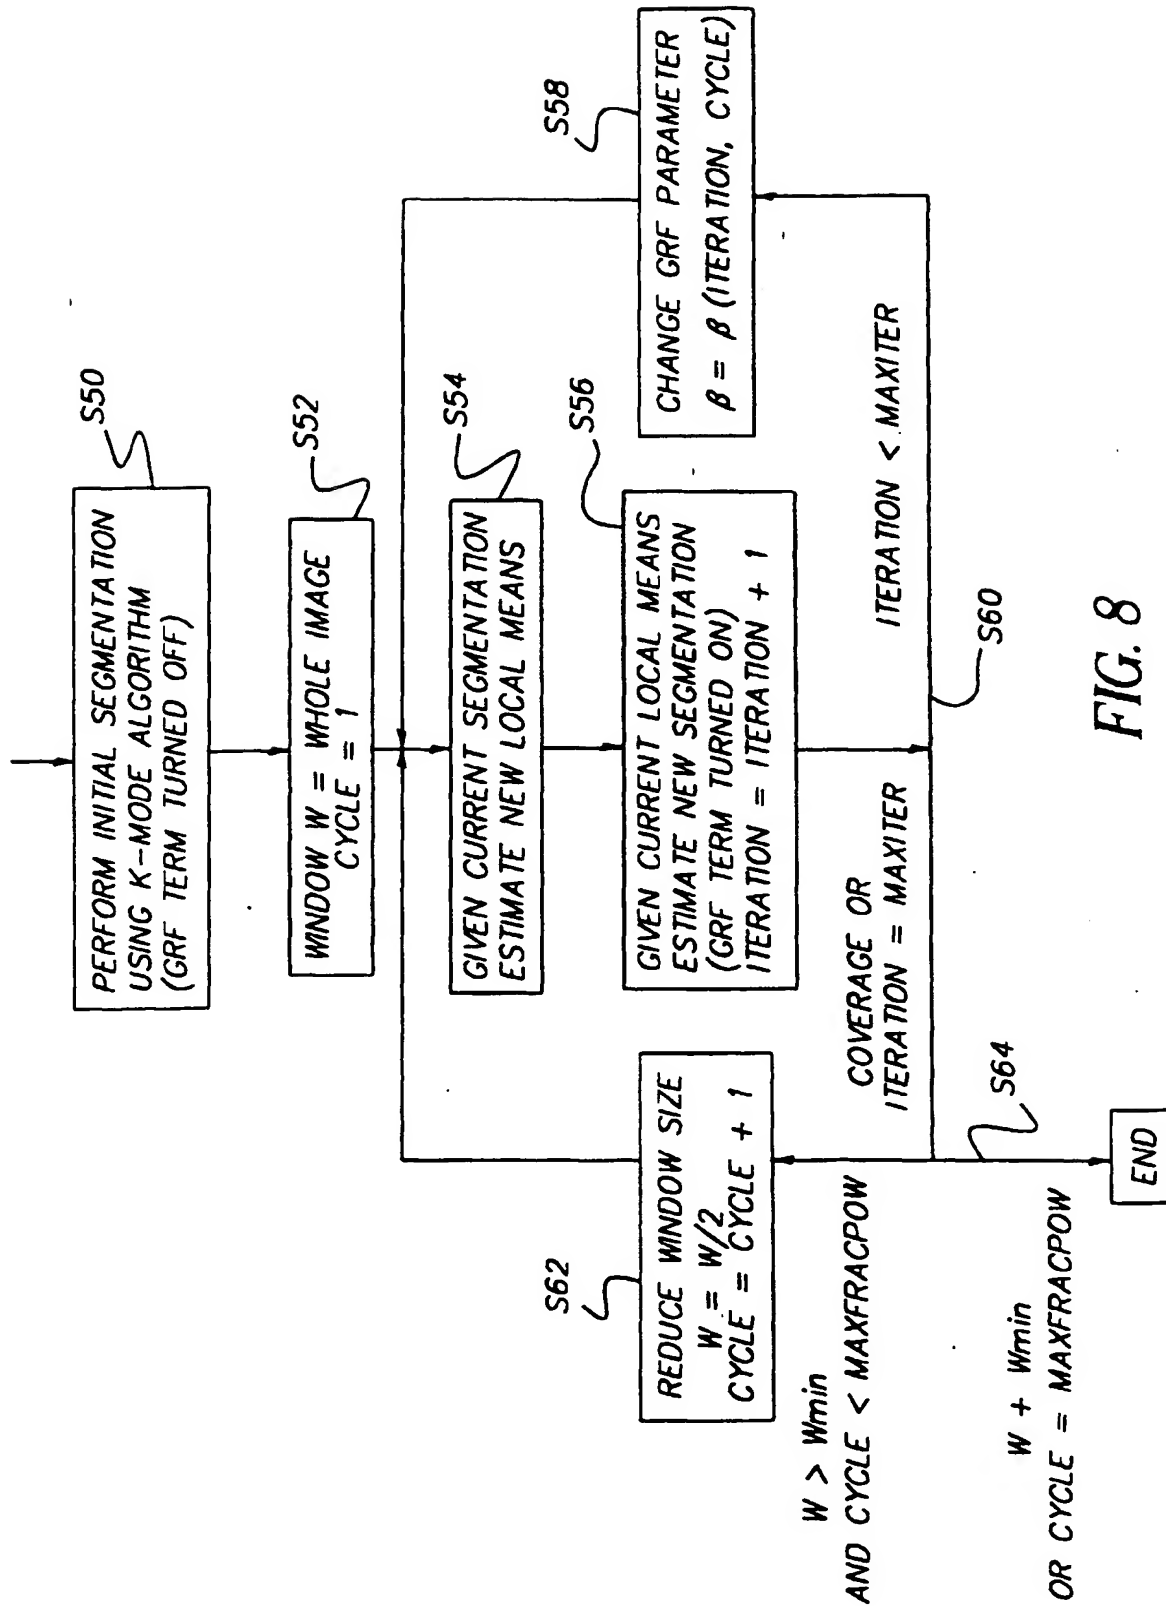 PERFORM INITIAL SEGMENTATION
USING K-MODE ALGORITHM
(GRF TERM TURNED OFF)
S50
WINDOW W = WHOLE IMAGE
CYCLE = 1
S52
GIVEN CURRENT SEGMENTATION
ESTIMATE NEW LOCAL MEANS
S54
GIVEN CURRENT LOCAL MEANS
ESTIMATE NEW SEGMENTATION
(GRF TERM TURNED ON)
ITERATION = ITERATION + 1
S56
CHANGE GRF PARAMETER
β = β (ITERATION, CYCLE)
S58
S62
REDUCE WINDOW SIZE
W = W/2
CYCLE = CYCLE + 1
W > Wmin
AND CYCLE < MAXFRACPOW
COVERAGE OR
ITERATION = MAXITER
ITERATION < MAXITER
S60
S64
W + Wmin
OR CYCLE = MAXFRACPOW
END
FIG. 8